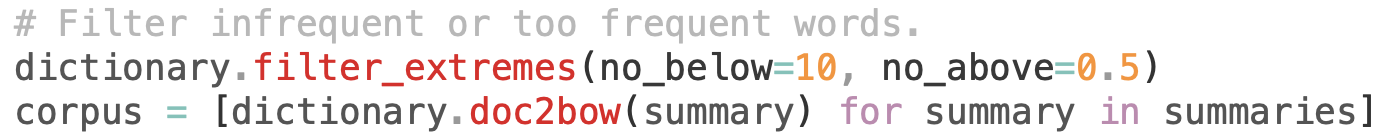 # Filter infrequent or too frequent words.
dictionary.filter_extremes(no_below=10, no_above=0.5)
corpus = [dictionary.doc2bow(summary) for summary in summaries]